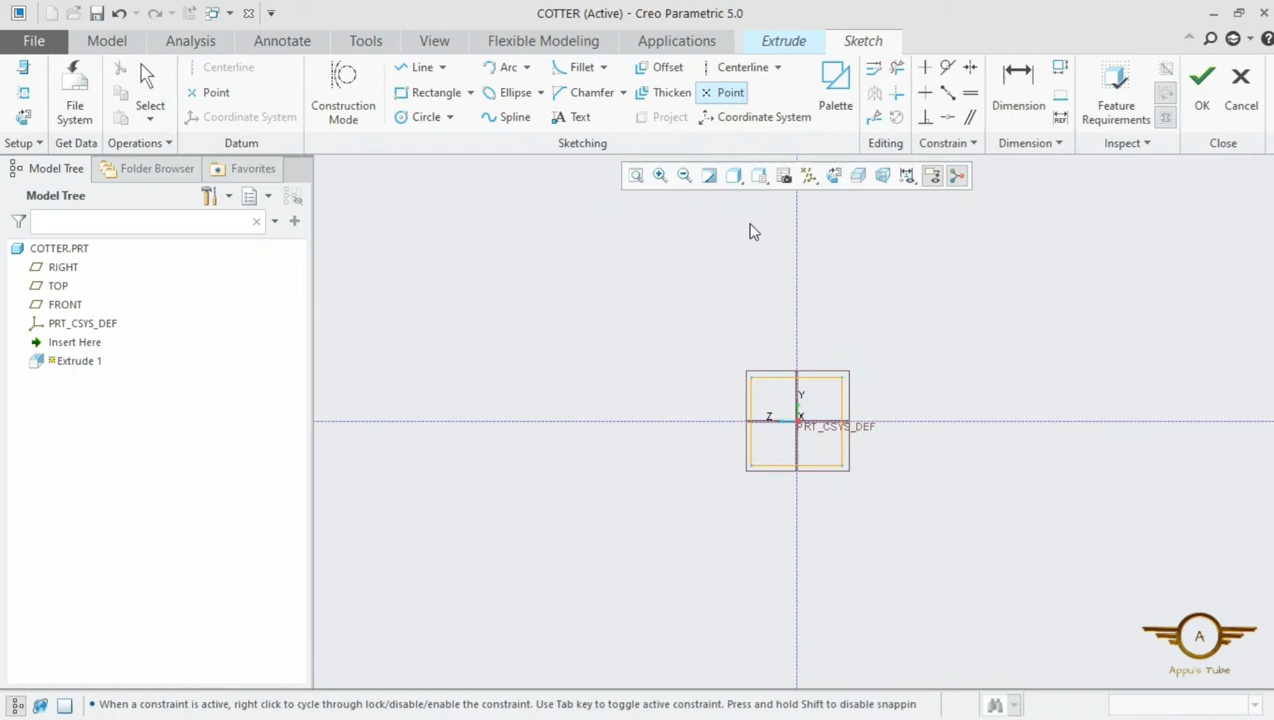 COTTER (Active) - Creo Parametric 5.0
File Model Analysis Annotate Tools View Flexible Modeling Applications Extrude Sketch
Centerline Line Arc Fillet Offset Centerline
Point Rectangle Ellipse Chamfer Thicken Point
Coordinate System Circle Spline Text Project Coordinate System
File System Select Construction Mode Palette Dimension Feature Requirements OK Cancel
Setup Get Data Operations Datum Sketching Editing Constrain Dimension Inspect Close
REF
Model Tree Folder Browser Favorites
Model Tree
COTTER.PRT
RIGHT
TOP
FRONT
PRT_CSYS_DEF
Insert Here
Extrude 1
Y
Z X
PRT_CSYS_DEF
A
Appu's Tube
When a constraint is active, right click to cycle through lock/disable/enable the constraint. Use Tab key to toggle active constraint. Press and hold Shift to disable snappin